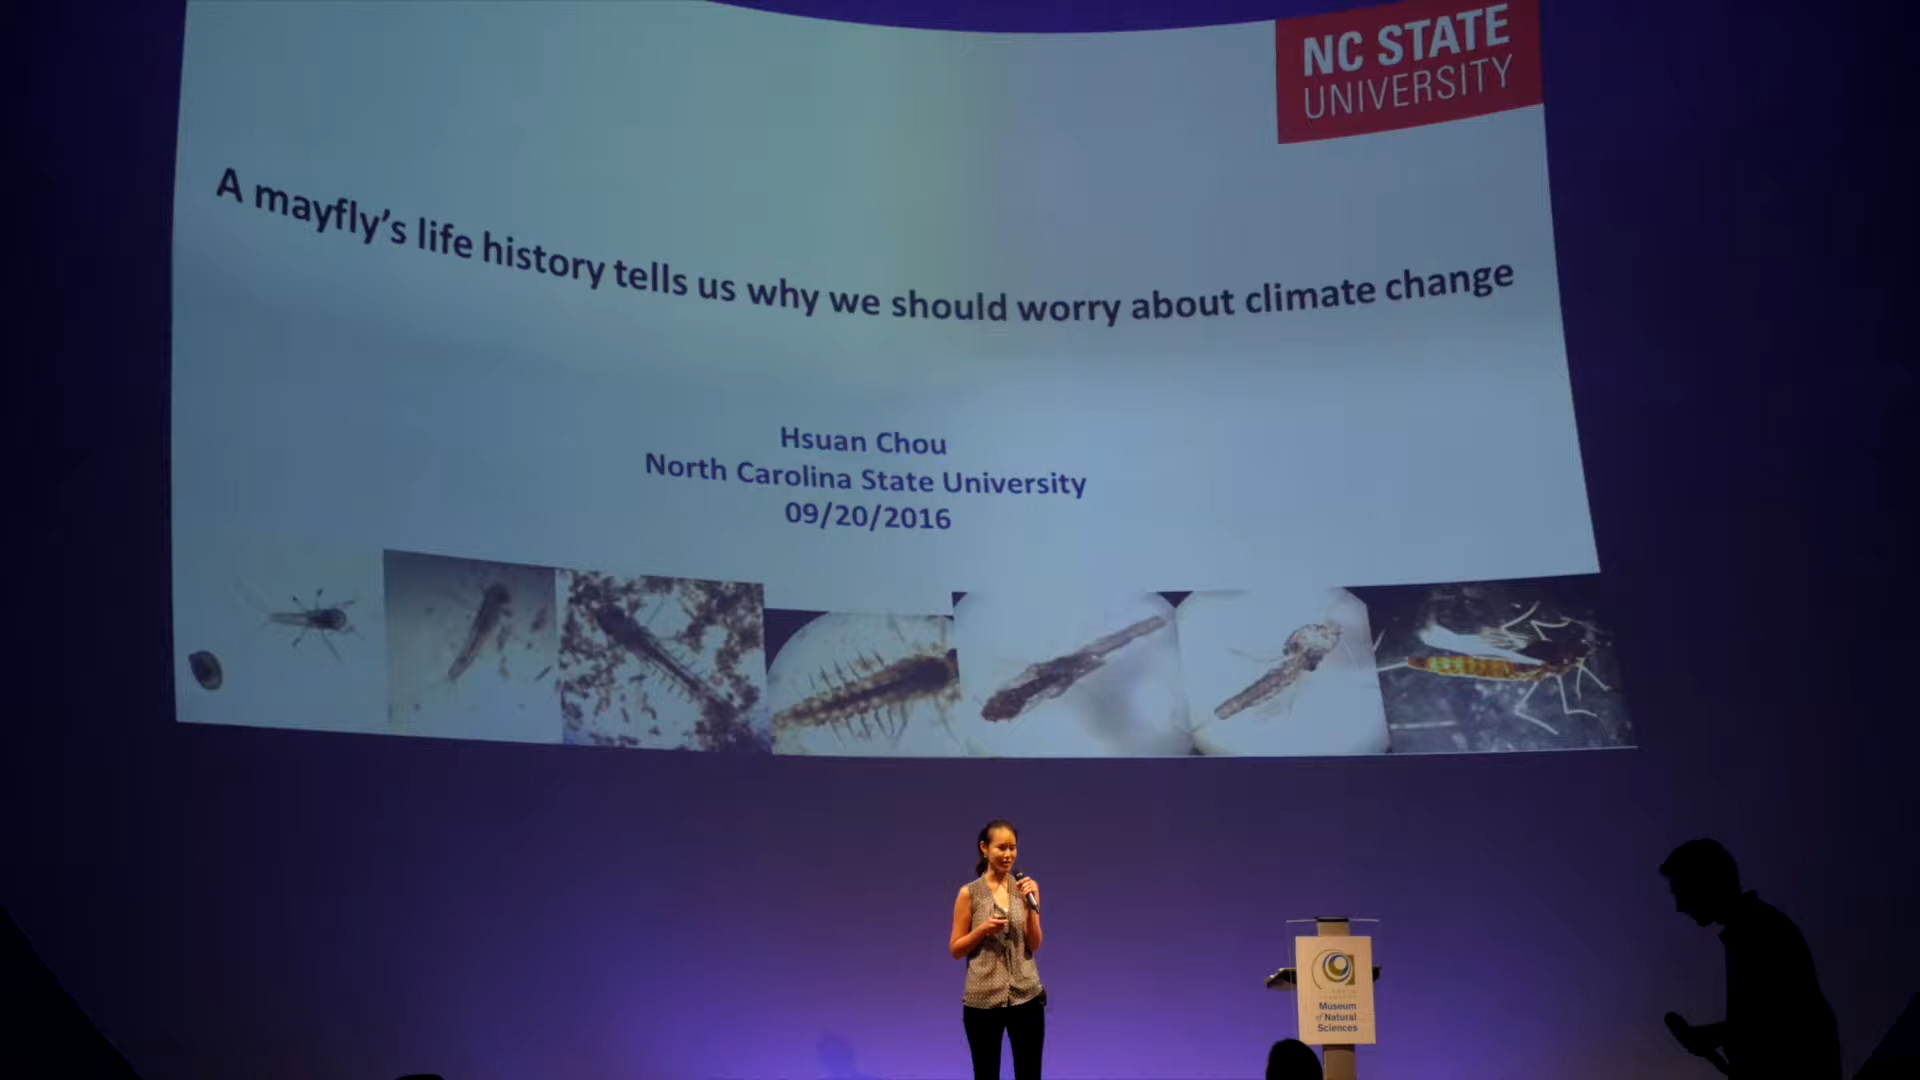 NC STATE
UNIVERSITY
A mayfly's life history tells us why we should worry about climate change
Hsuan Chou
North Carolina State University
09/20/2016
Museum
of Natural
Sciences